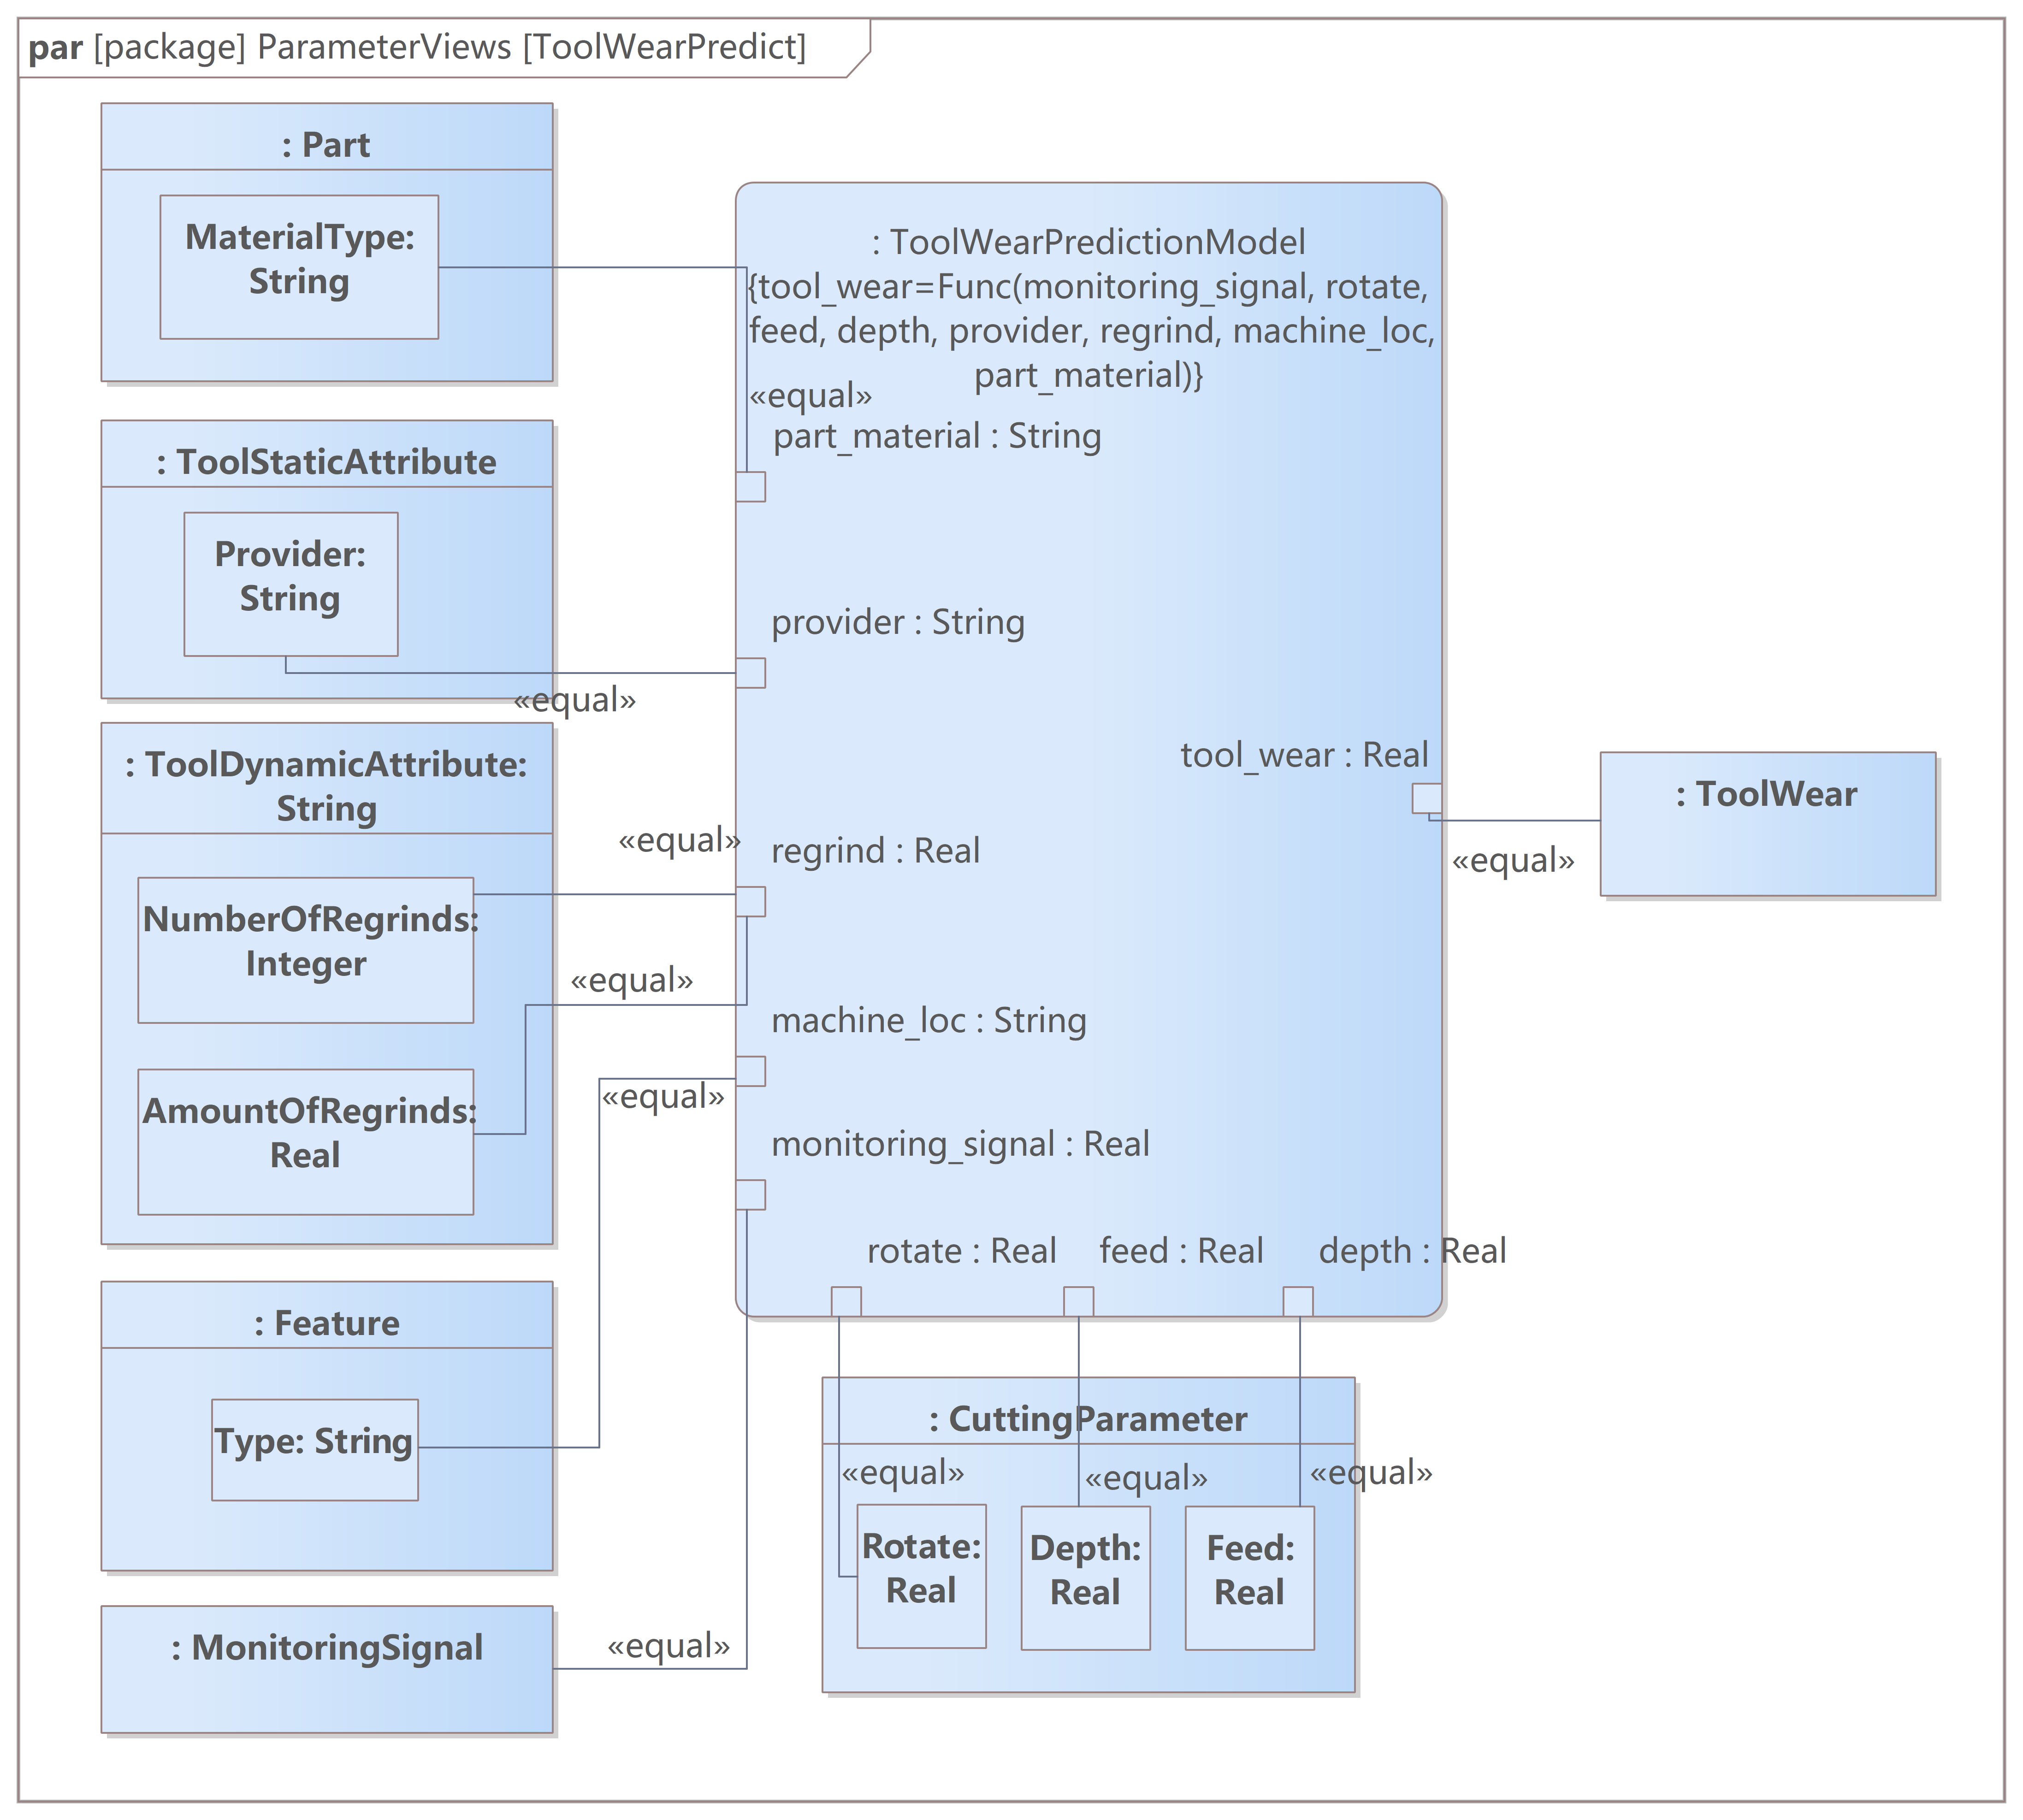 par [package] ParameterViews [ToolWearPredict]
: Part
MaterialType:
String
: ToolStaticAttribute
Provider:
String
«equal»
: ToolDynamicAttribute:
String
«equal»
NumberOfRegrinds:
Integer
«equal»
AmountOfRegrinds:
Real
«equal»
: Feature
Type: String
: MonitoringSignal
«equal»
: ToolWearPredictionModel
{tool_wear=Func(monitoring_signal, rotate,
feed, depth, provider, regrind, machine_loc,
part_material)}
«equal»
part_material : String
provider : String
tool_wear : Real
regrind : Real
machine_loc : String
monitoring_signal : Real
rotate : Real
feed : Real
depth : Real
: CuttingParameter
«equal»
«equal»
«equal»
Rotate:
Real
Depth:
Real
Feed:
Real
: ToolWear
«equal»